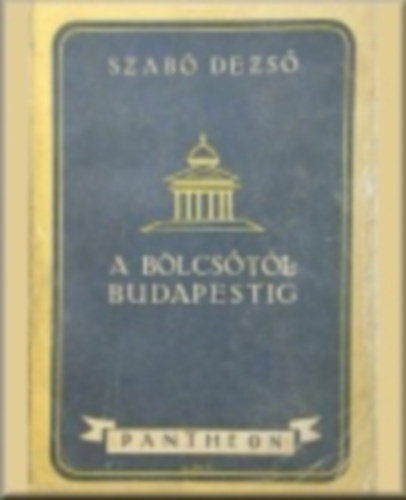 SZABÓ DEZSŐ
A BÖLCSŐTŐL
BUDAPESTIG
PANTHEON